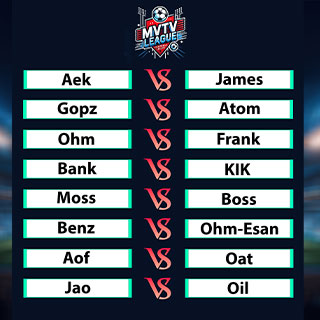 MVTV
LEAGUE
Aek VS James
Gopz VS Atom
Ohm VS Frank
Bank VS KIK
Moss VS Boss
Benz VS Ohm-Esan
Aof VS Oat
Jao VS Oil